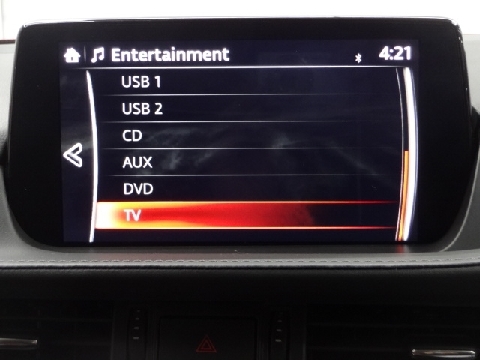 Entertainment 4:21
USB 1
USB 2
CD
AUX
DVD
TV